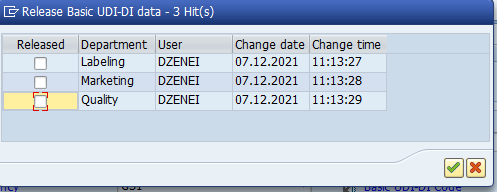 Release Basic UDI-DI data - 3 Hit(s)
Released Department User Change date Change time
Labeling DZENEI 07.12.2021 11:13:27
Marketing DZENEI 07.12.2021 11:13:28
Quality DZENEI 07.12.2021 11:13:29
Basic UDI-DI Code